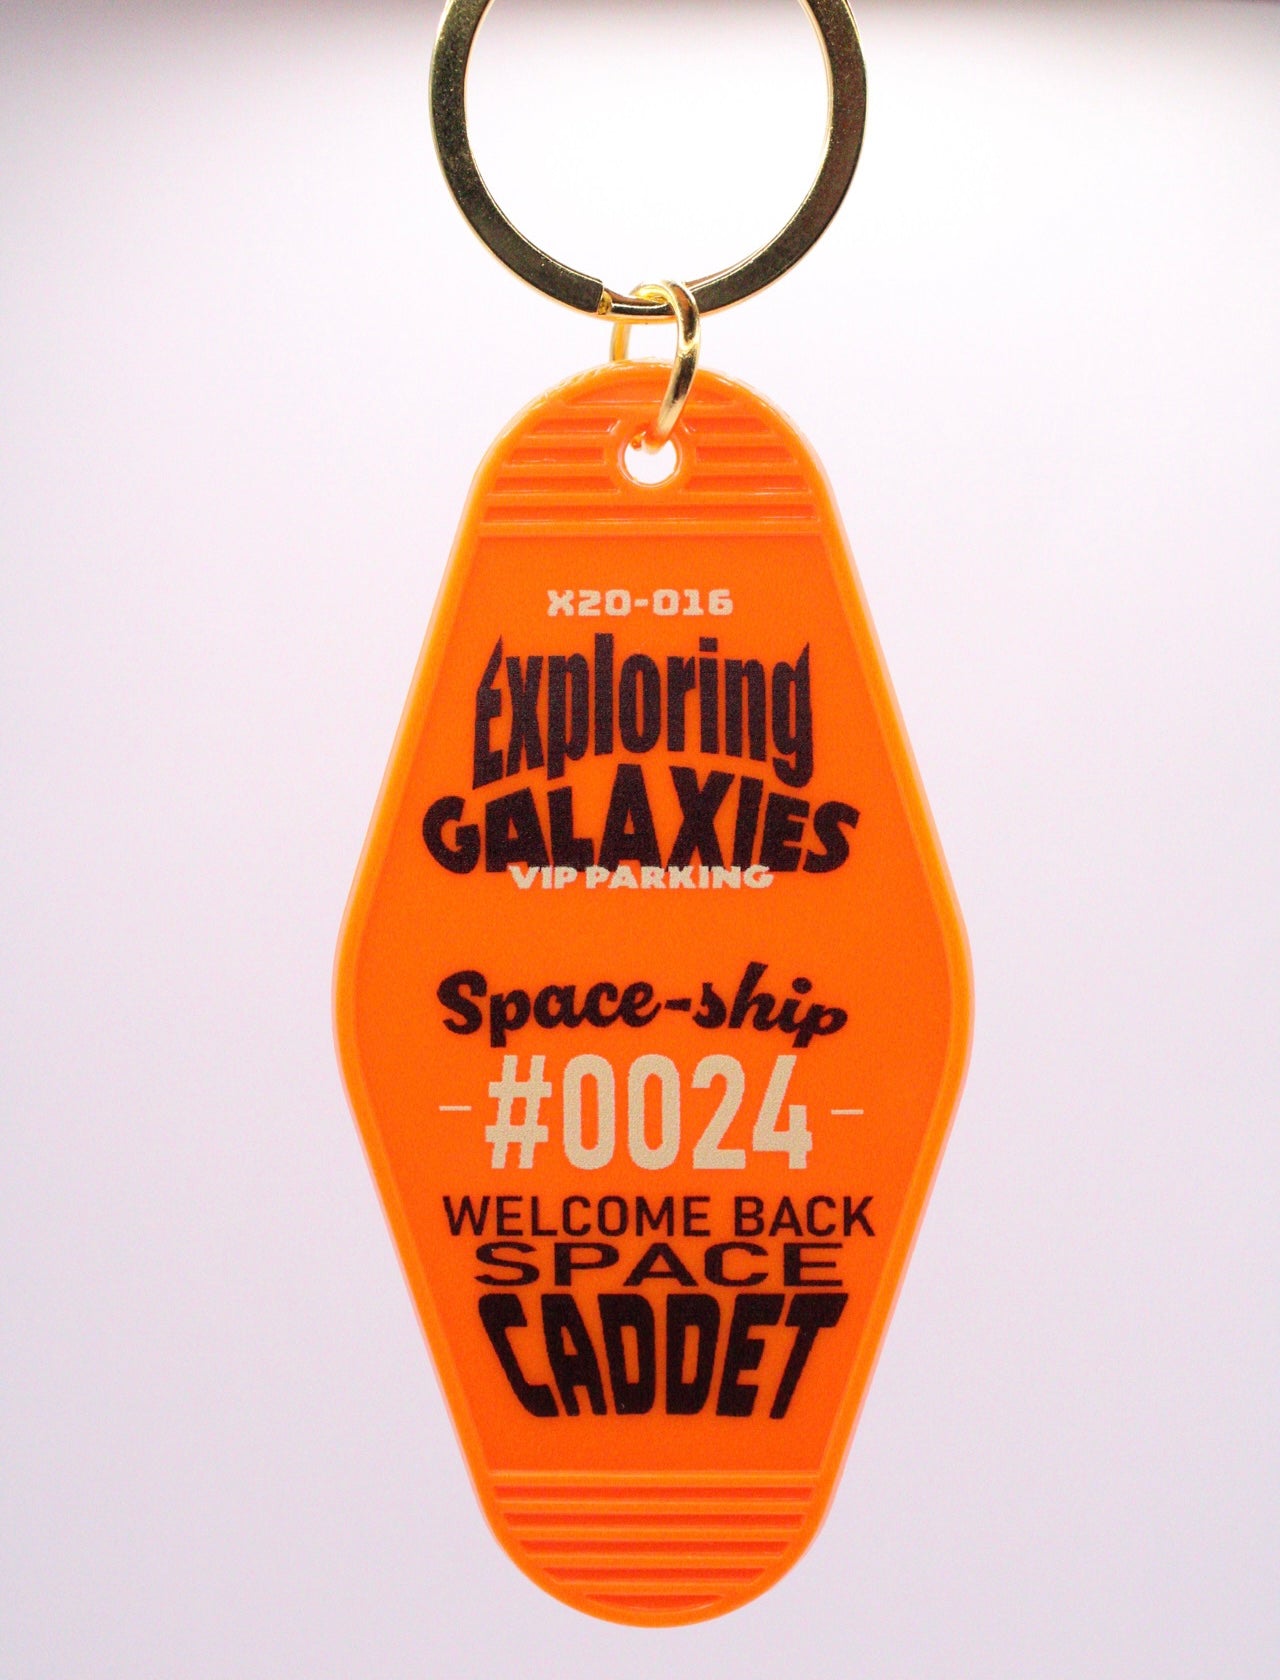 X20-016
Exploring
GALAXIES
VIP PARKING
Space-ship
-#0024-
WELCOME BACK
SPACE
CADDET